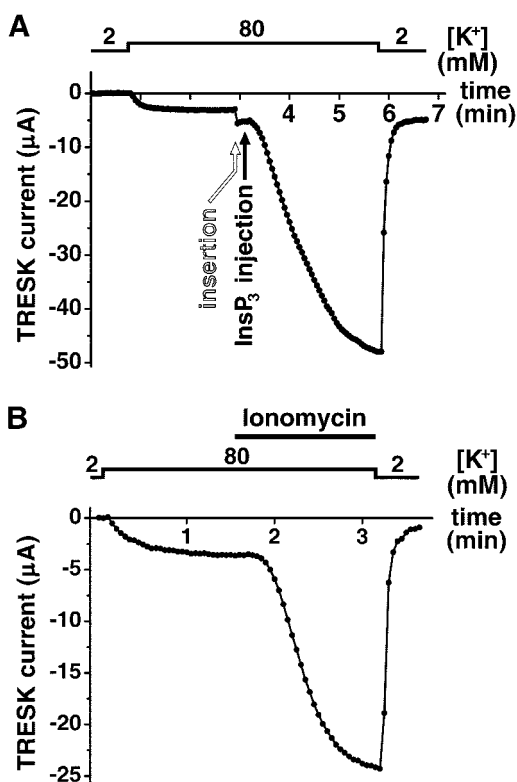 A
2 80 2 [K+]
(mM)
0 4 5 6 7 time
(min)
-10
-20
-30
-40
-50
TRESK current (μA)
insertion
InsP3 injection
B
Ionomycin
2 80 2 [K+]
(mM)
0 1 2 3 time
(min)
-5
-10
-15
-20
-25
TRESK current (μA)